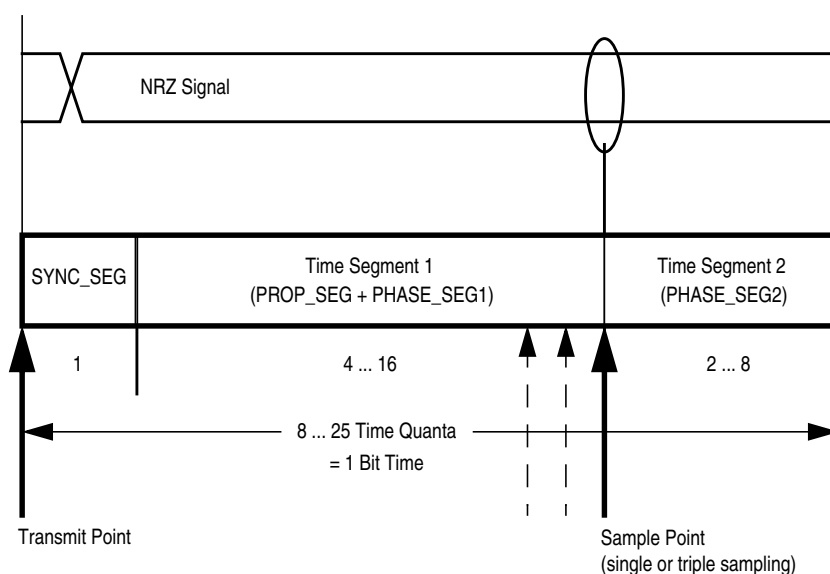 NRZ Signal
SYNC_SEG
Time Segment 1
(PROP_SEG + PHASE_SEG1)
Time Segment 2
(PHASE_SEG2)
1
4 ... 16
2 ... 8
8 ... 25 Time Quanta
= 1 Bit Time
Transmit Point
Sample Point
(single or triple sampling)